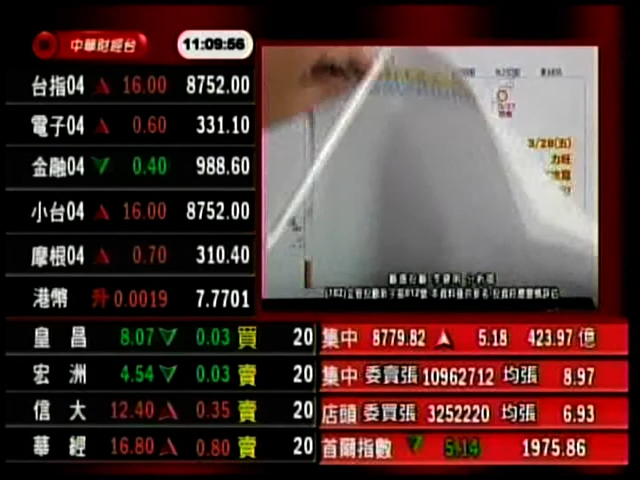 中華財經台 11:09:56
台指04 16.00 8752.00
電子04 0.60 331.10
金融04 0.40 988.60
小台04 16.00 8752.00
摩根04 0.70 310.40
港幣 升 0.0019 7.7701
3/28(五)
力旺
皇昌 8.07 0.03 買 20
宏洲 4.54 0.03 賣 20
信大 12.40 0.35 賣 20
華經 16.80 0.80 賣 20
集中 8779.82 5.18 423.97億
集中 委賣張 10962712 均張 8.97
店頭 委買張 3252220 均張 6.93
首爾指數 5.14 1975.86